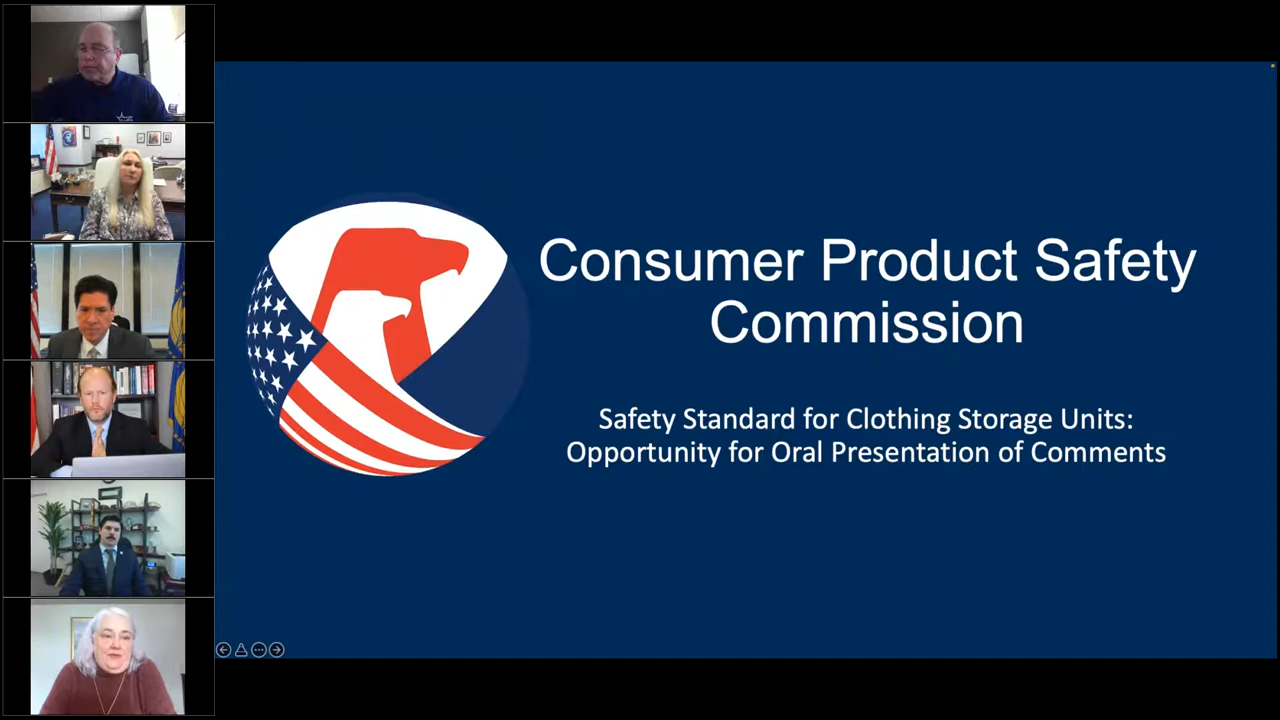 Consumer Product Safety
Commission
Safety Standard for Clothing Storage Units:
Opportunity for Oral Presentation of Comments